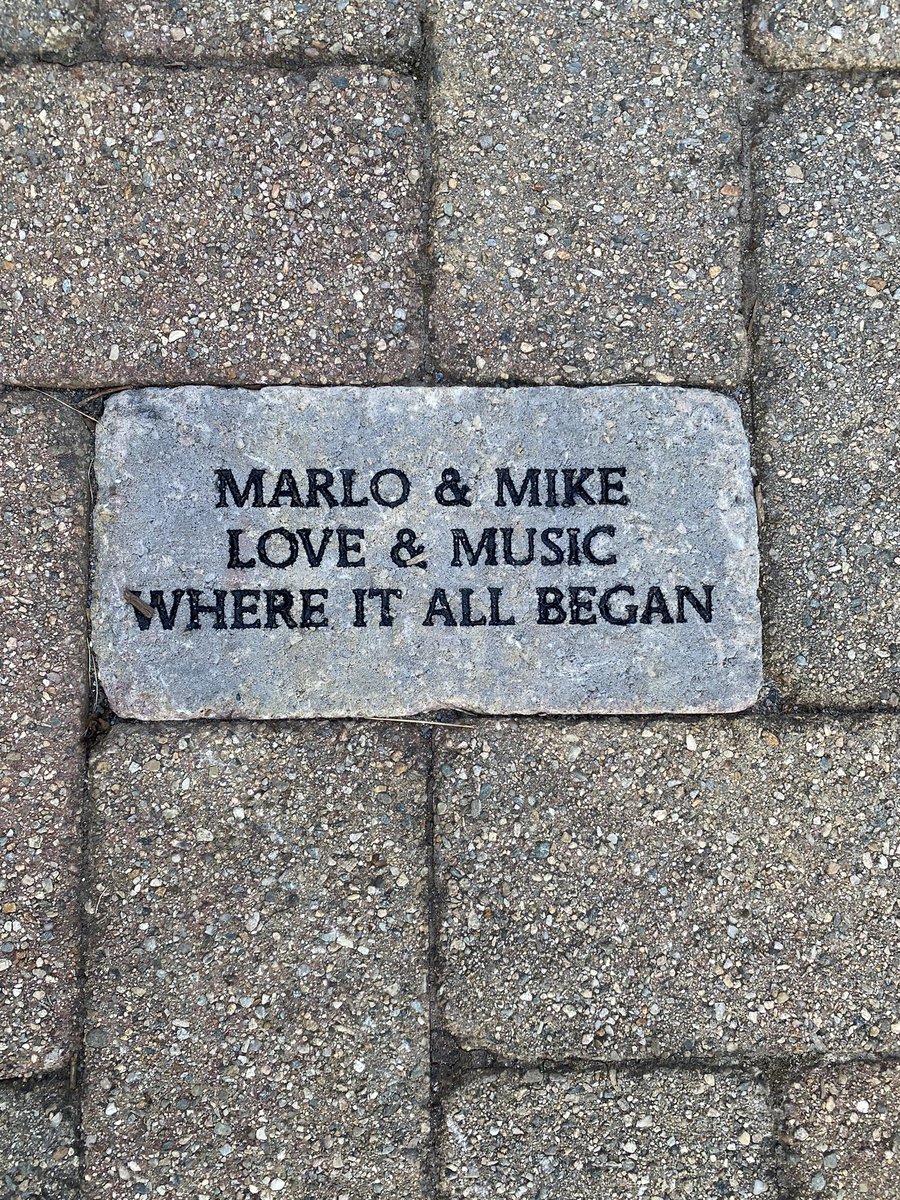 MARLO & MIKE
LOVE & MUSIC
WHERE IT ALL BEGAN